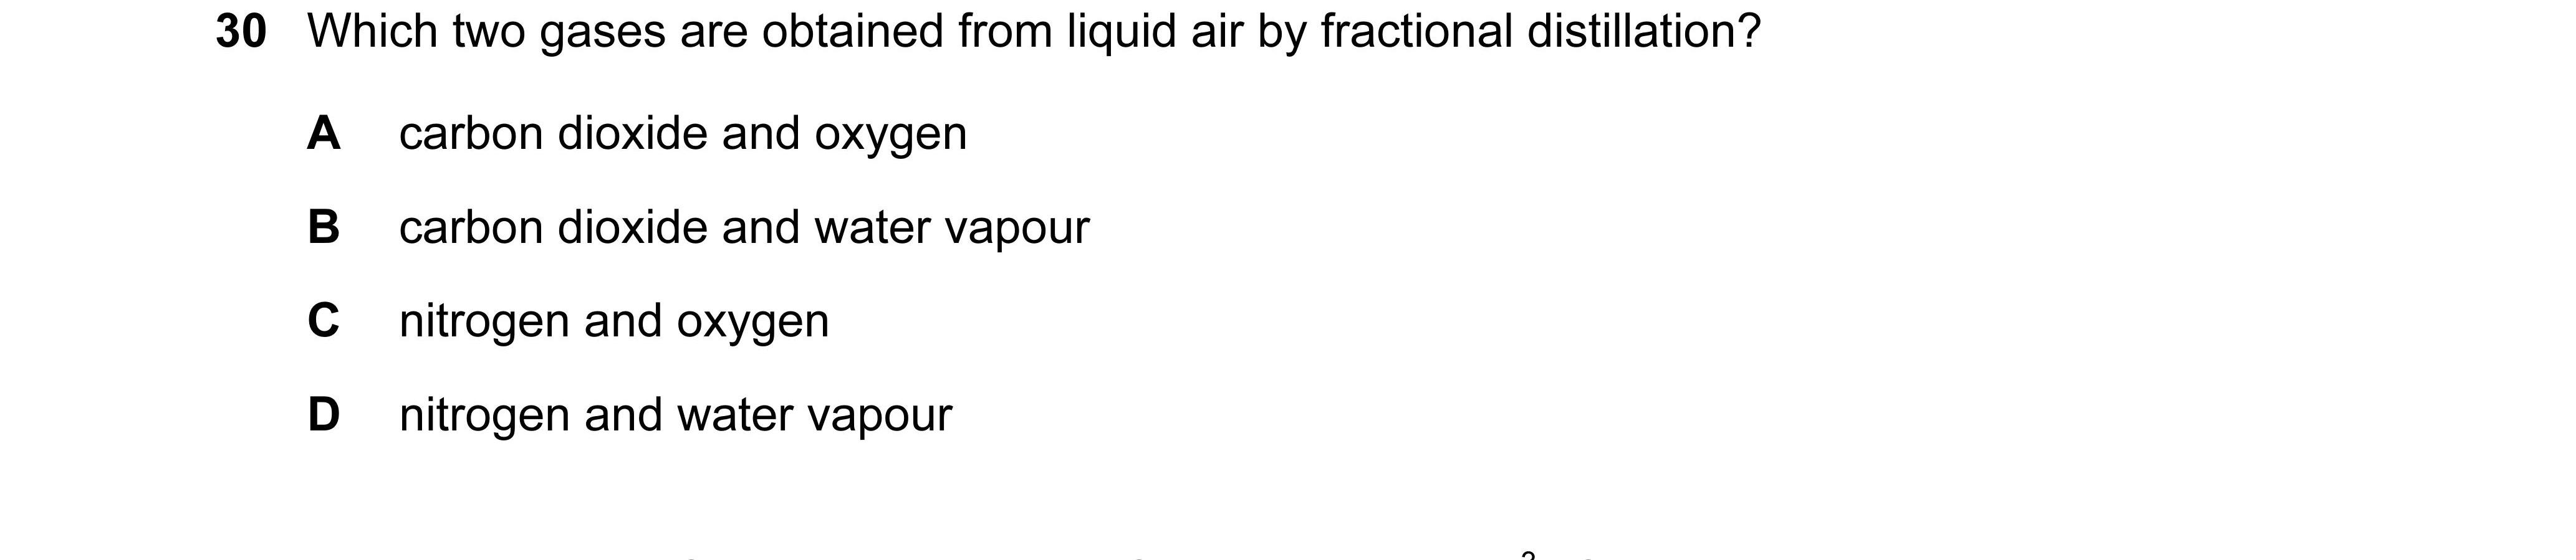 30 Which two gases are obtained from liquid air by fractional distillation?
A carbon dioxide and oxygen
B carbon dioxide and water vapour
C nitrogen and oxygen
D nitrogen and water vapour